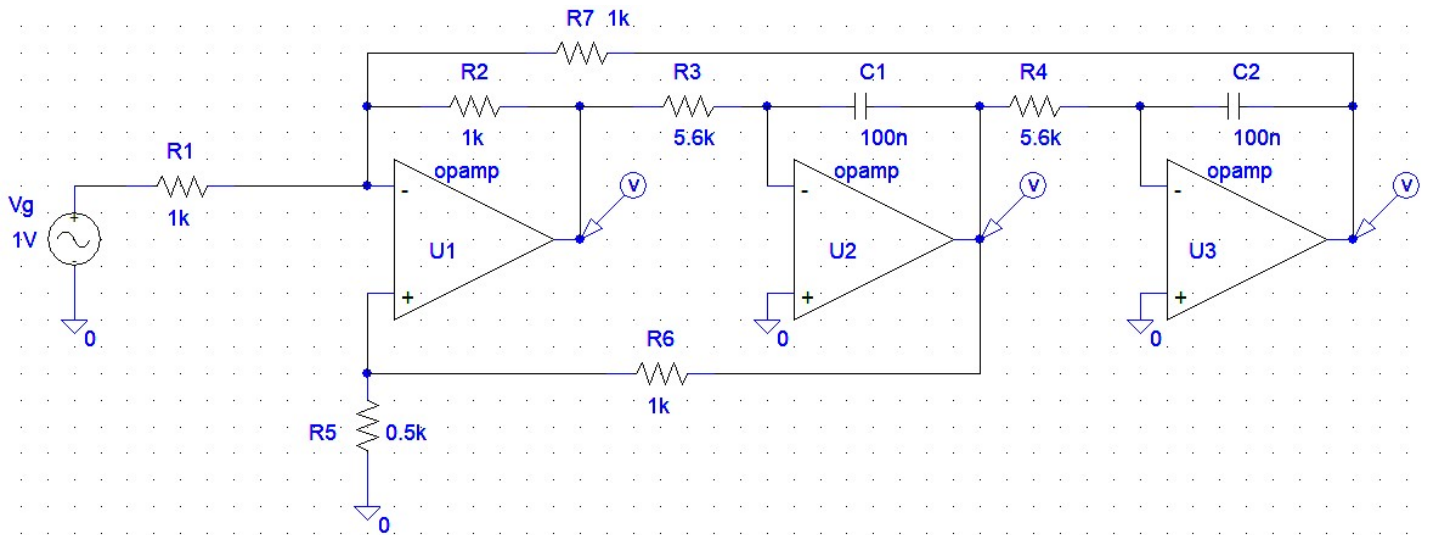 R7 1k
R2
R3
C1
R4
C2
1k
5.6k
100n
5.6k
100n
R1
opamp
opamp
opamp
1k
Vg
1V
+
-
-
+
U1
V
-
+
U2
V
-
+
U3
V
0
0
0
R6
1k
R5
0.5k
0